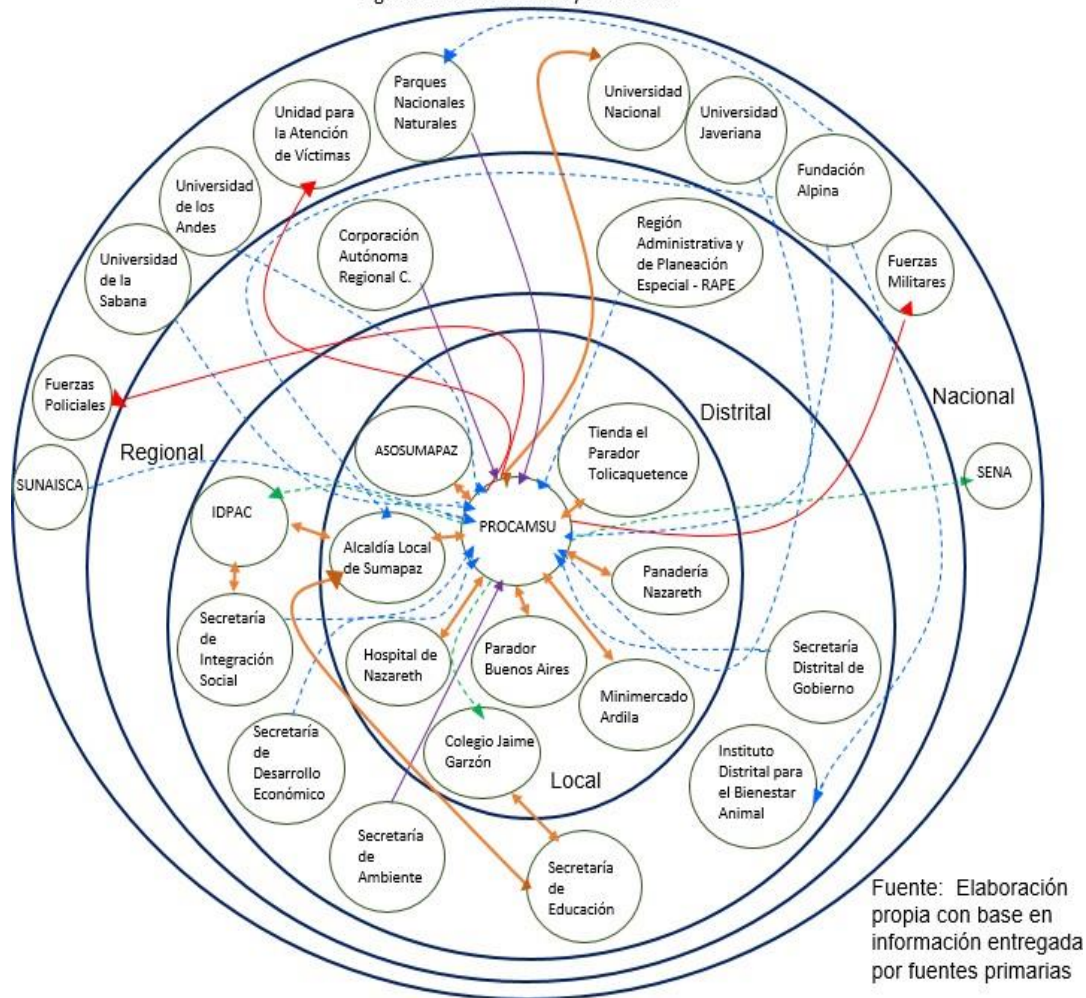 Parques
Nacionales
Naturales
Universidad
Nacional
Universidad
Javeriana
Unidad para
la Atención
de Víctimas
Fundación
Alpina
Universidad
de los
Andes
Universidad
de la
Sabana
Corporación
Autónoma
Regional C.
Región
Administrativa y
de Planeación
Especial - RAPE
Fuerzas
Militares
Fuerzas
Policiales
Regional
Distrital
Nacional
SUNAISCA
ASOSUMAPAZ
Tienda el
Parador
Tolicaquetence
SENA
IDPAC
PROCAMSU
Alcaldía Local
de Sumapaz
Panadería
Nazareth
Secretaría
de
Integración
Social
Hospital de
Nazareth
Parador
Buenos Aires
Minimercado
Ardila
Secretaría
Distrital de
Gobierno
Secretaría
de
Desarrollo
Económico
Colegio Jaime
Garzón
Local
Instituto
Distrital para
el Bienestar
Animal
Secretaría
de
Ambiente
Secretaría
de
Educación
Fuente: Elaboración
propia con base en
información entregada
por fuentes primarias